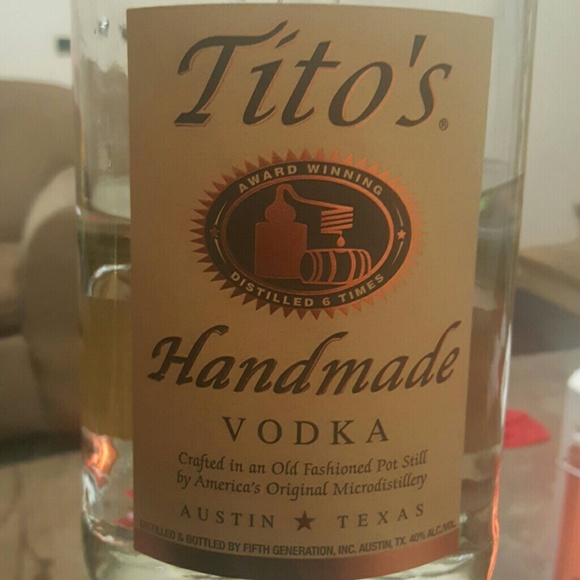 Tito's®
AWARD WINNING
DISTILLED 6 TIMES
Handmade
VODKA
Crafted in an Old Fashioned Pot Still
by America's Original Microdistillery
AUSTIN ★ TEXAS
DISTILLED & BOTTLED BY FIFTH GENERATION, INC. AUSTIN, TX. 40% ALC./VOL.